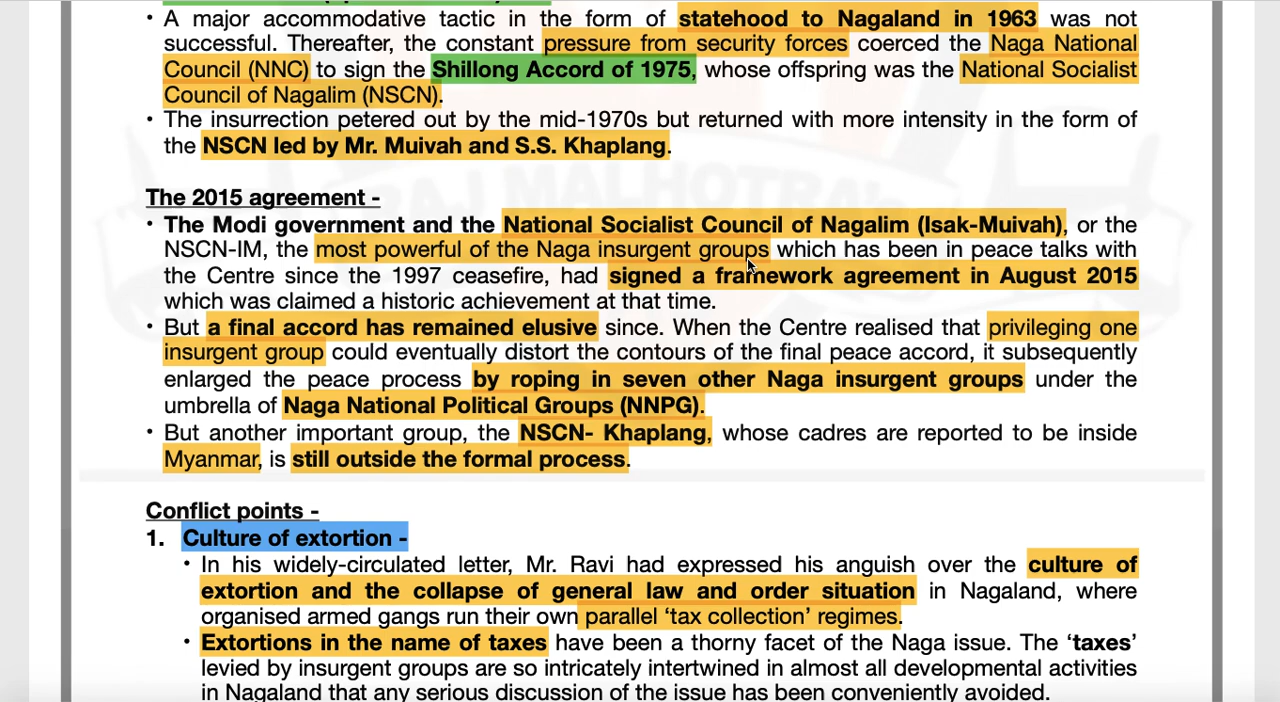 • A major accommodative tactic in the form of statehood to Nagaland in 1963 was not
successful. Thereafter, the constant pressure from security forces coerced the Naga National
Council (NNC) to sign the Shillong Accord of 1975, whose offspring was the National Socialist
Council of Nagalim (NSCN).
• The insurrection petered out by the mid-1970s but returned with more intensity in the form of
the NSCN led by Mr. Muivah and S.S. Khaplang.
The 2015 agreement -
• The Modi government and the National Socialist Council of Nagalim (Isak-Muivah), or the
NSCN-IM, the most powerful of the Naga insurgent groups which has been in peace talks with
the Centre since the 1997 ceasefire, had signed a framework agreement in August 2015
which was claimed a historic achievement at that time.
• But a final accord has remained elusive since. When the Centre realised that privileging one
insurgent group could eventually distort the contours of the final peace accord, it subsequently
enlarged the peace process by roping in seven other Naga insurgent groups under the
umbrella of Naga National Political Groups (NNPG).
• But another important group, the NSCN- Khaplang, whose cadres are reported to be inside
Myanmar, is still outside the formal process.
Conflict points -
1. Culture of extortion -
• In his widely-circulated letter, Mr. Ravi had expressed his anguish over the culture of
extortion and the collapse of general law and order situation in Nagaland, where
organised armed gangs run their own parallel ‘tax collection’ regimes.
• Extortions in the name of taxes have been a thorny facet of the Naga issue. The ‘taxes’
levied by insurgent groups are so intricately intertwined in almost all developmental activities
in Nagaland that any serious discussion of the issue has been conveniently avoided.